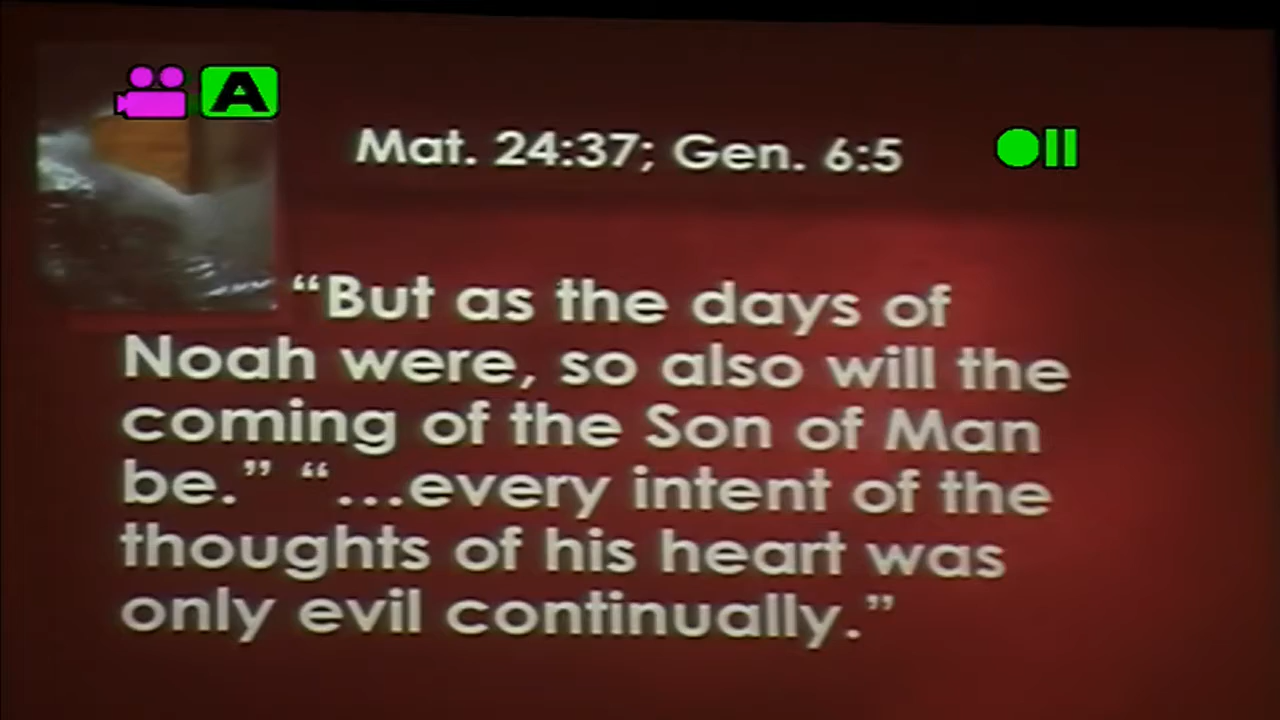 A
Mat. 24:37; Gen. 6:5
“But as the days of
Noah were, so also will the
coming of the Son of Man
be.” “...every intent of the
thoughts of his heart was
only evil continually.”